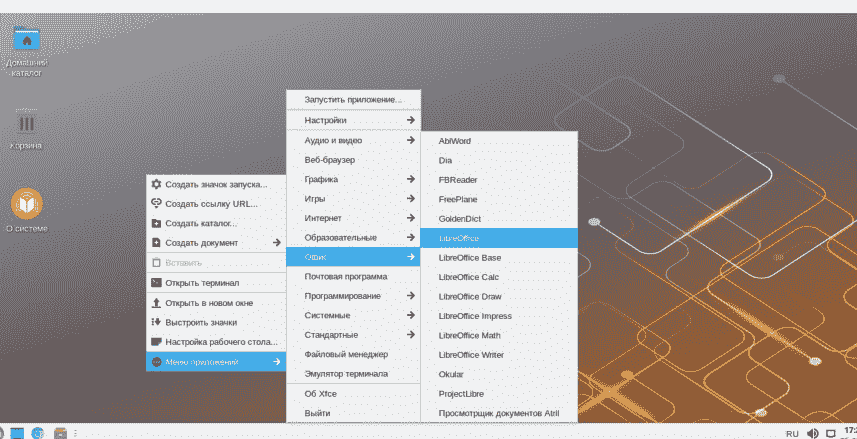 Домашний
каталог
Корзина
О системе
Создать значок запуска...
Создать ссылку URL...
Создать каталог...
Создать документ
Вставить
Открыть терминал
Открыть в новом окне
Выстроить значки
Настройка рабочего стола...
Меню приложений
Запустить приложение...
Настройки
Аудио и видео
Веб-браузер
Графика
Игры
Интернет
Образовательные
Офис
Почтовая программа
Программирование
Системные
Стандартные
Файловый менеджер
Эмулятор терминала
Об Xfce
Выйти
AbiWord
Dia
FBReader
FreePlane
GoldenDict
LibreOffice
LibreOffice Base
LibreOffice Calc
LibreOffice Draw
LibreOffice Impress
LibreOffice Math
LibreOffice Writer
Okular
ProjectLibre
Просмотрщик документов Atril
RU